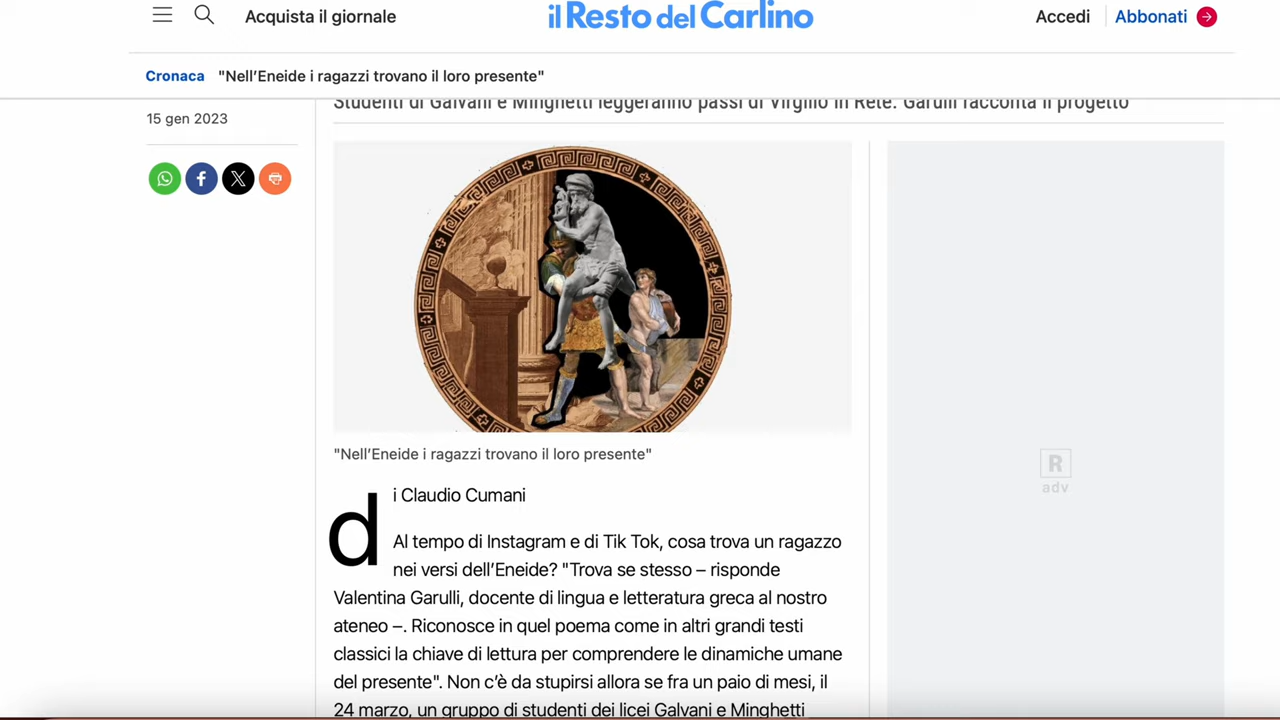 Acquista il giornale
il Resto del Carlino
Accedi
Abbonati
Cronaca "Nell'Eneide i ragazzi trovano il loro presente"
Studenti di Galvani e Minghetti leggeranno passi di Virgilio in Rete. Garulli racconta il progetto
15 gen 2023
"Nell'Eneide i ragazzi trovano il loro presente"
di Claudio Cumani
Al tempo di Instagram e di Tik Tok, cosa trova un ragazzo
nei versi dell'Eneide? "Trova se stesso – risponde
Valentina Garulli, docente di lingua e letteratura greca al nostro
ateneo –. Riconosce in quel poema come in altri grandi testi
classici la chiave di lettura per comprendere le dinamiche umane
del presente". Non c'è da stupirsi allora se fra un paio di mesi, il
24 marzo, un gruppo di studenti dei licei Galvani e Minghetti
R
adv